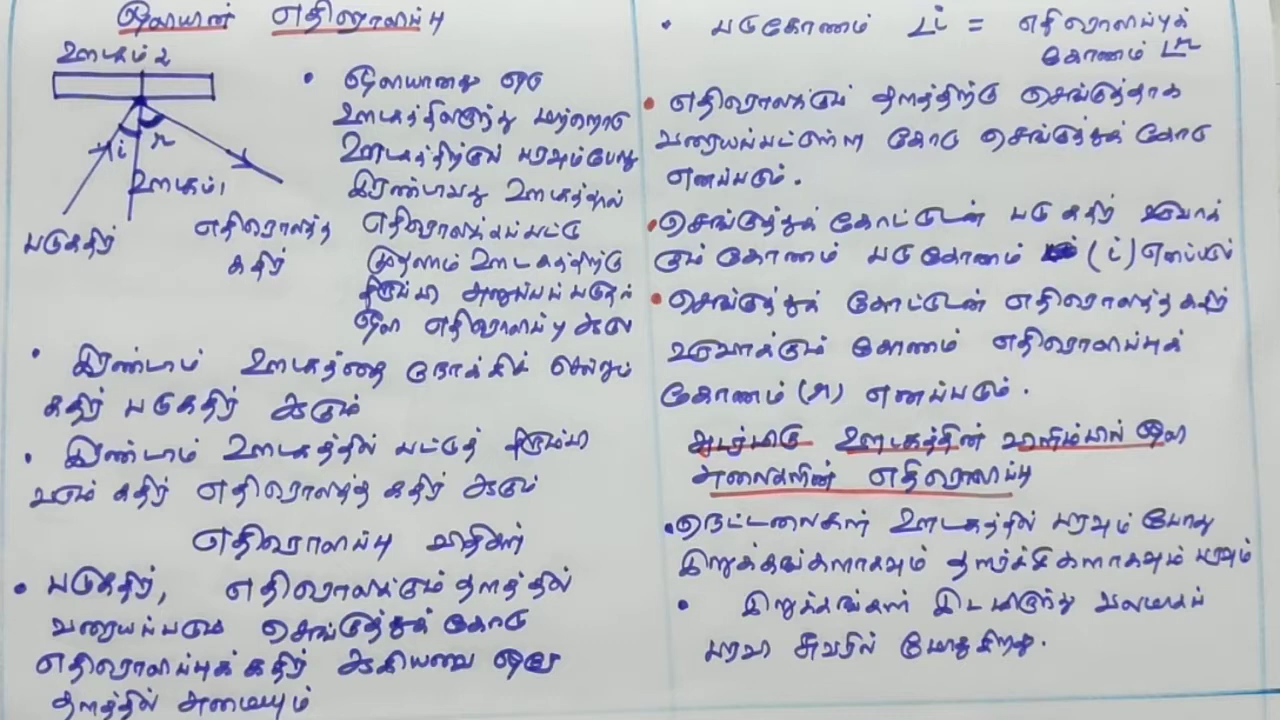 ஒலியின் எதிரொலிப்பு
ஊடகம் 2
i r
ஊடகம் 1
படுகதிர்
எதிரொலித்த
கதிர்
• ஒலியானது ஒரு
ஊடகத்திலிருந்து மற்றொரு
ஊடகத்திற்குப் பரவும்போது
இரண்டாவது ஊடகத்தால்
எதிரொலிக்கப்பட்டு
முதலாம் ஊடகத்திற்கு
திருப்பி அனுப்பப்படுதல்
ஒலி எதிரொலிப்பு ஆகு
• இரண்டாம் ஊடகத்தை நோக்கிச் செல்லும்
கதிர் படுகதிர் ஆகும்
• இரண்டாம் ஊடகத்தில் பட்டுத் திரும்பி
வரும் கதிர் எதிரொலித்த கதிர் ஆகும்
எதிரொலிப்பு விதிகள்
• படுகதிர், எதிரொலிக்கும் தளத்தில்
வரையப்படும் செங்குத்துக் கோடு
எதிரொலிப்புக் கதிர் ஆகியவை ஒரே
தளத்தில் அமையும்
• படுகோணம் ∠i = எதிரொலிப்புக்
கோணம் ∠r
• எதிரொலிக்கும் தளத்திற்கு செங்குத்தாக
வரையப்பட்டுள்ள கோடு செங்குத்துக் கோடு
எனப்படும்.
• செங்குத்துக் கோட்டுடன் படு கதிர் உருவாக்
கும் கோணம் படு கோணம் (i) எனப்படும்
• செங்குத்துக் கோட்டுடன் எதிரொலித்த கதிர்
உருவாக்கும் கோணம் எதிரொலிப்புக்
கோணம் (r) எனப்படும்.
அடர்மிகு ஊடகத்தின் விளிம்பில் ஒலி
அலைகளின் எதிரொலிப்பு
• நெட்டலைகள் ஊடகத்தில் பரவும் போது
இறுக்கங்களாகவும் தளர்ச்சிகளாகவும் பரவும்
• இறுக்கங்கள் இடமிருந்து வலமாகப்
பரவி சுவரில் மோதுகிறது.